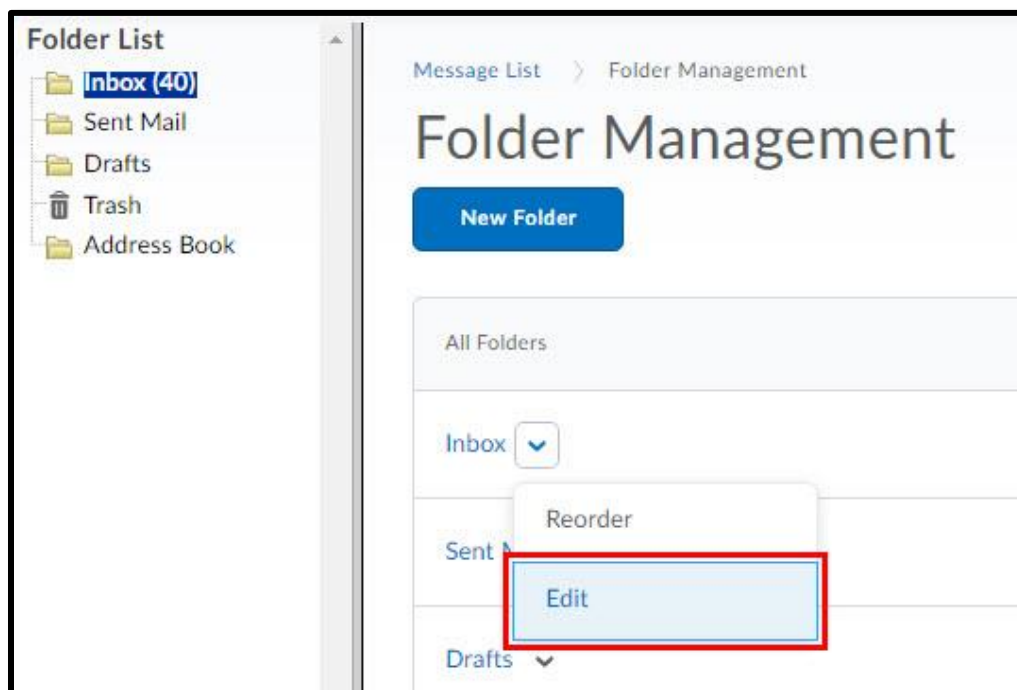 Folder List
Inbox (40)
Sent Mail
Drafts
Trash
Address Book
Message List > Folder Management
Folder Management
New Folder
All Folders
Inbox
Reorder
Sent
Edit
Drafts